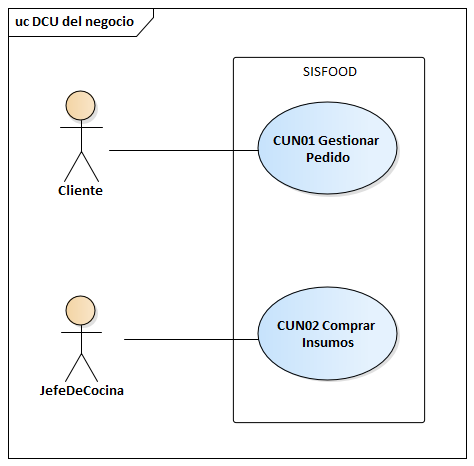 uc DCU del negocio
SISFOOD
CUN01 Gestionar
Pedido
Cliente
CUN02 Comprar
Insumos
JefeDeCocina